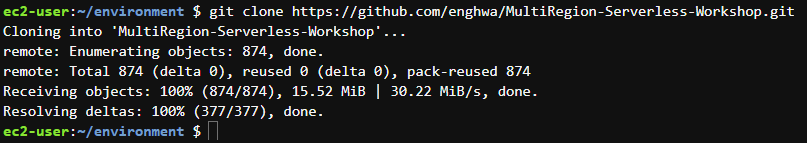 ec2-user:~/environment $ git clone https://github.com/enghwa/MultiRegion-Serverless-Workshop.git
Cloning into 'MultiRegion-Serverless-Workshop'...
remote: Enumerating objects: 874, done.
remote: Total 874 (delta 0), reused 0 (delta 0), pack-reused 874
Receiving objects: 100% (874/874), 15.52 MiB | 30.22 MiB/s, done.
Resolving deltas: 100% (377/377), done.
ec2-user:~/environment $